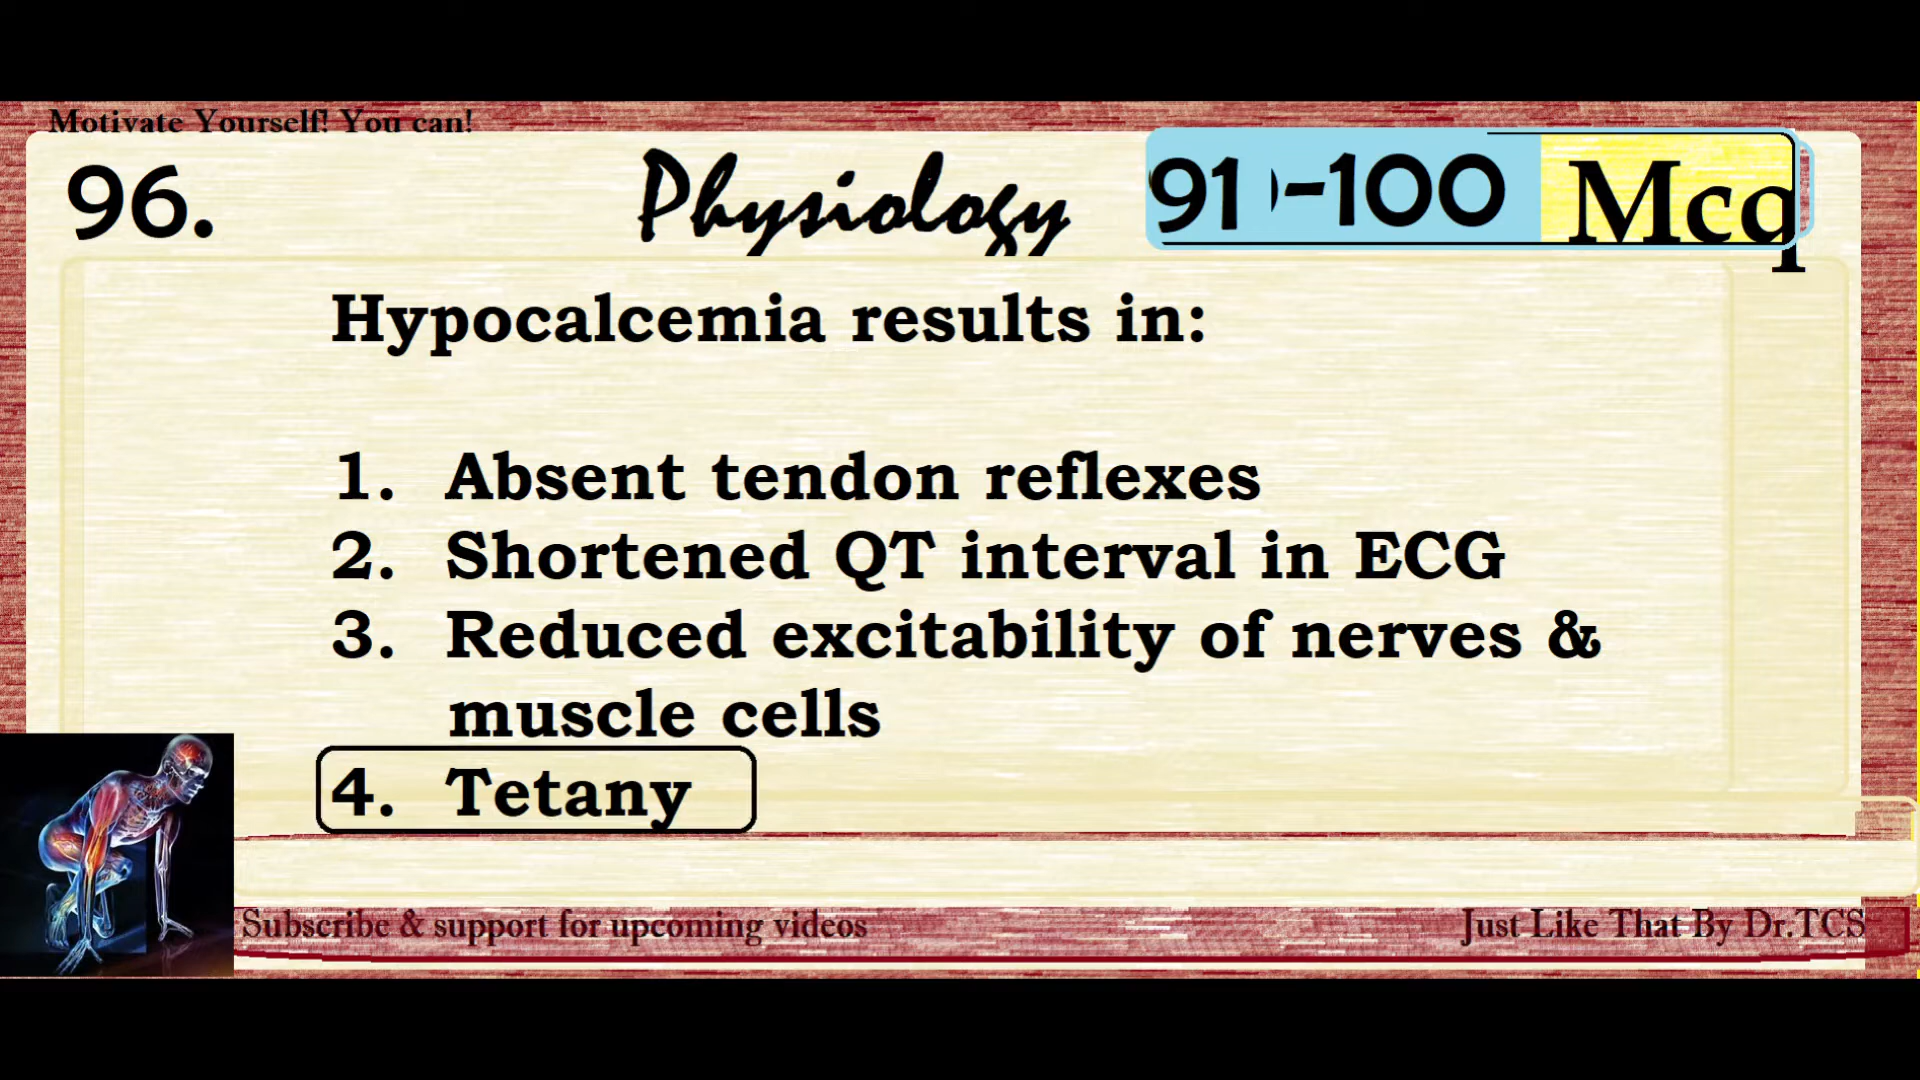 Motivate Yourself! You can!
96. Physiology 91 -100 Mcq
Hypocalcemia results in:
1. Absent tendon reflexes
2. Shortened QT interval in ECG
3. Reduced excitability of nerves &
muscle cells
4. Tetany
Subscribe & support for upcoming videos Just Like That By Dr.TCS